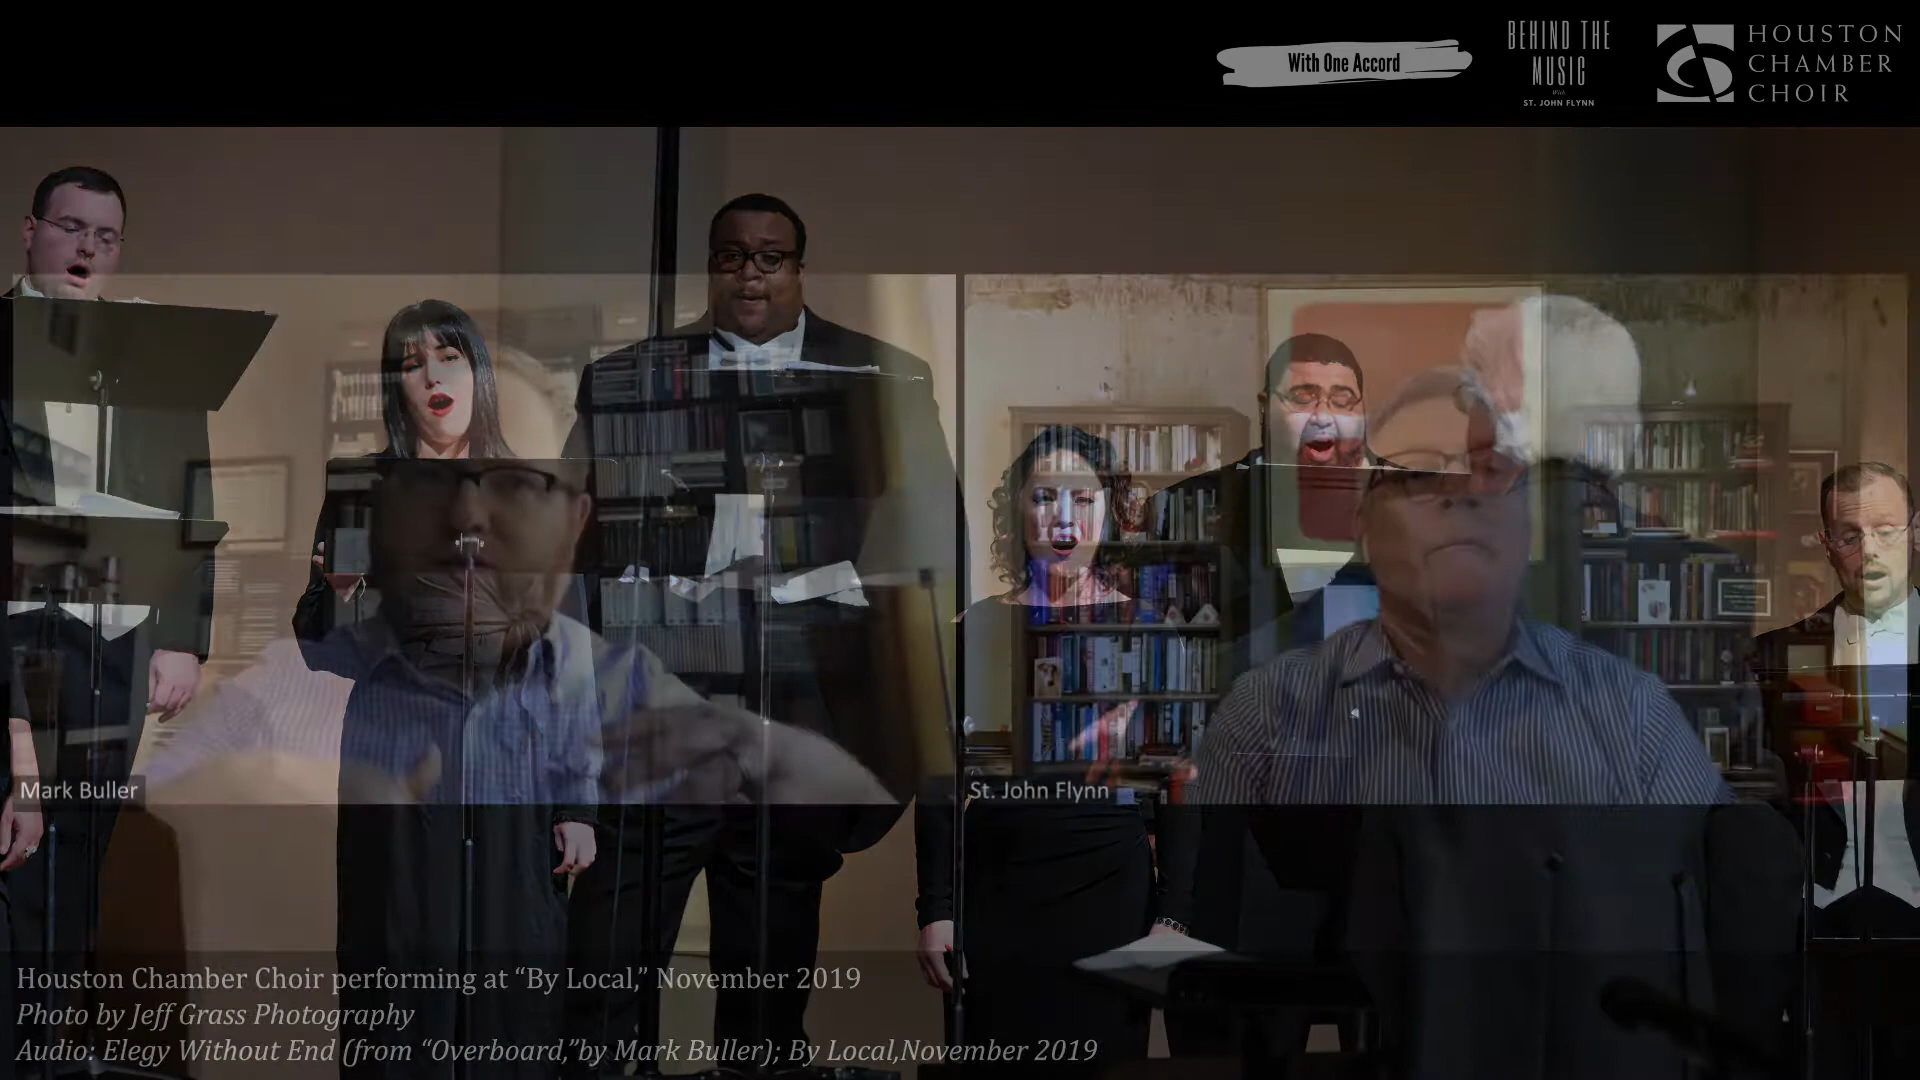 With One Accord
BEHIND THE
MUSIC
With
ST. JOHN FLYNN
HOUSTON
CHAMBER
CHOIR
Mark Buller
St. John Flynn
Houston Chamber Choir performing at “By Local,” November 2019
Photo by Jeff Grass Photography
Audio: Elegy Without End (from “Overboard,”by Mark Buller); By Local,November 2019